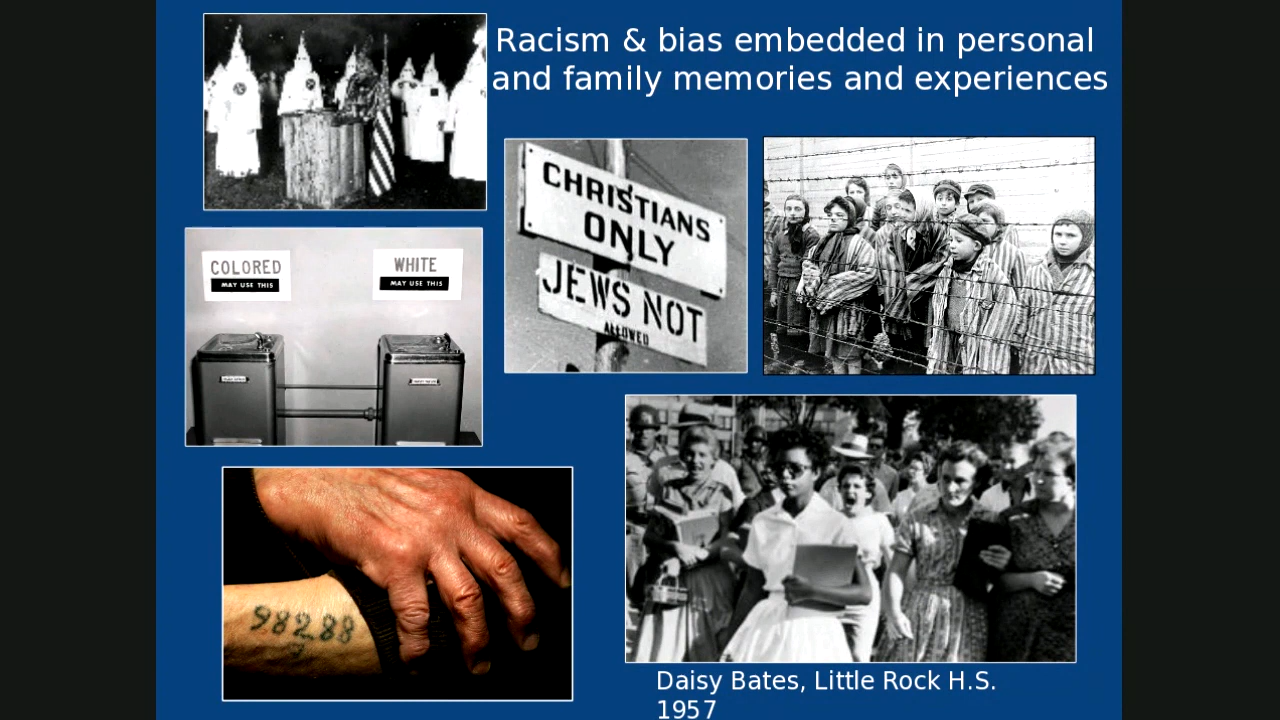 Racism & bias embedded in personal
and family memories and experiences
CHRISTIANS
ONLY
JEWS NOT
ALLOWED
COLORED
MAY USE THIS
WHITE
MAY USE THIS
98288
Daisy Bates, Little Rock H.S.
1957